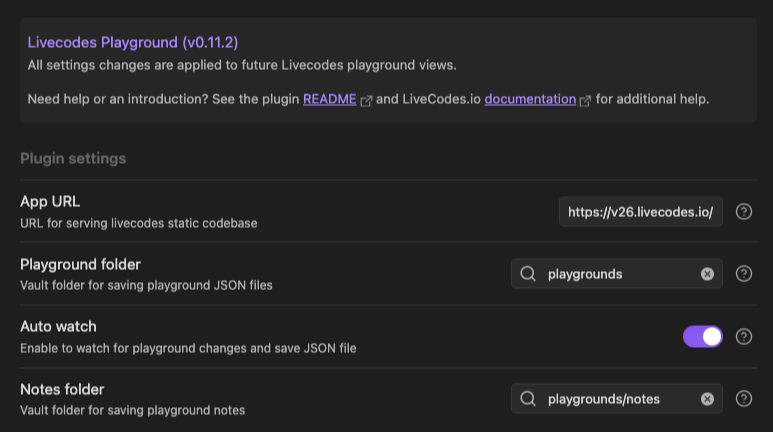 Livecodes Playground (v0.11.2)
All settings changes are applied to future Livecodes playground views.
Need help or an introduction? See the plugin README and LiveCodes.io documentation for additional help.
Plugin settings
App URL
URL for serving livecodes static codebase
https://v26.livecodes.io/
Playground folder
Vault folder for saving playground JSON files
playgrounds
Auto watch
Enable to watch for playground changes and save JSON file
Notes folder
Vault folder for saving playground notes
playgrounds/notes